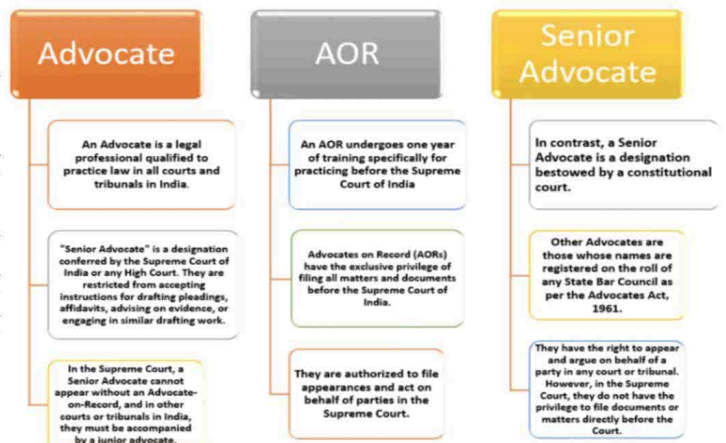 Advocate
An Advocate is a legal
professional qualified to
practice law in all courts and
tribunals in India.
"Senior Advocate" is a designation
conferred by the Supreme Court of
India or any High Court. They are
restricted from accepting
instructions for drafting pleadings,
affidavits, advising on evidence, or
engaging in similar drafting work.
In the Supreme Court, a
Senior Advocate cannot
appear without an Advocate-
on-Record, and in other
courts or tribunals in India,
they must be accompanied
by a junior advocate.
AOR
An AOR undergoes one year
of training specifically for
practicing before the Supreme
Court of India
Advocates on Record (AORs)
have the exclusive privilege of
filing all matters and documents
before the Supreme Court of
India.
They are authorized to file
appearances and act on
behalf of parties in the
Supreme Court.
Senior
Advocate
In contrast, a Senior
Advocate is a designation
bestowed by a constitutional
court.
Other Advocates are
those whose names are
registered on the roll of
any State Bar Council as
per the Advocates Act,
1961.
They have the right to appear
and argue on behalf of a
party in any court or tribunal.
However, in the Supreme
Court, they do not have the
privilege to file documents or
matters directly before the
Court.